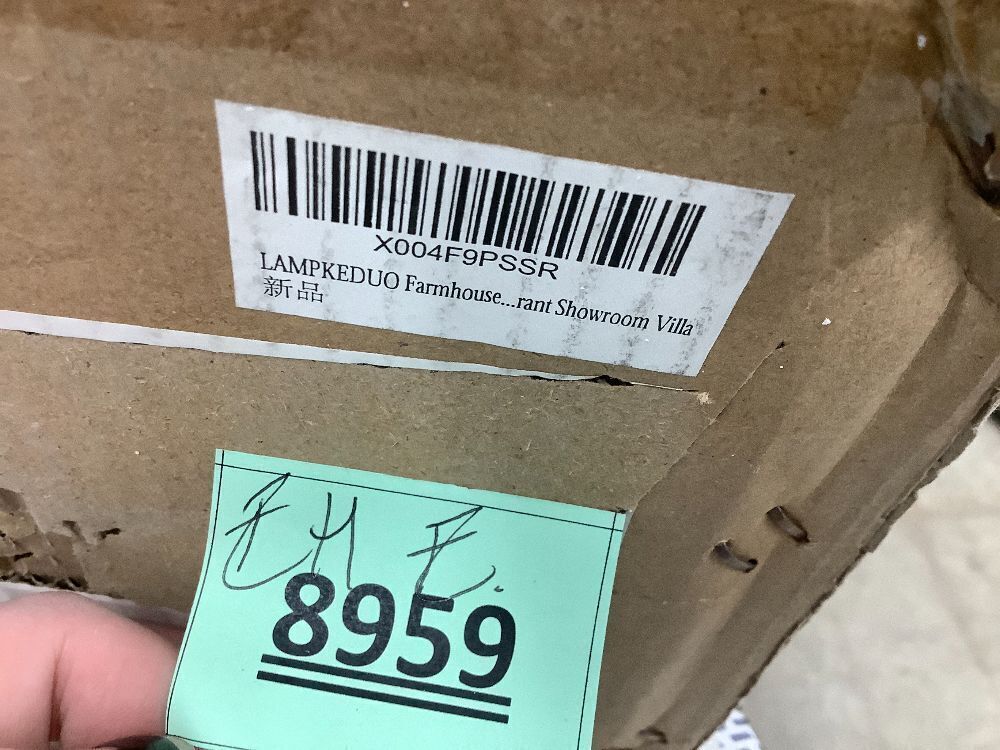 X004F9PSSR
LAMPKEDUO Farmhouse...rant Showroom Villa
新品
8959